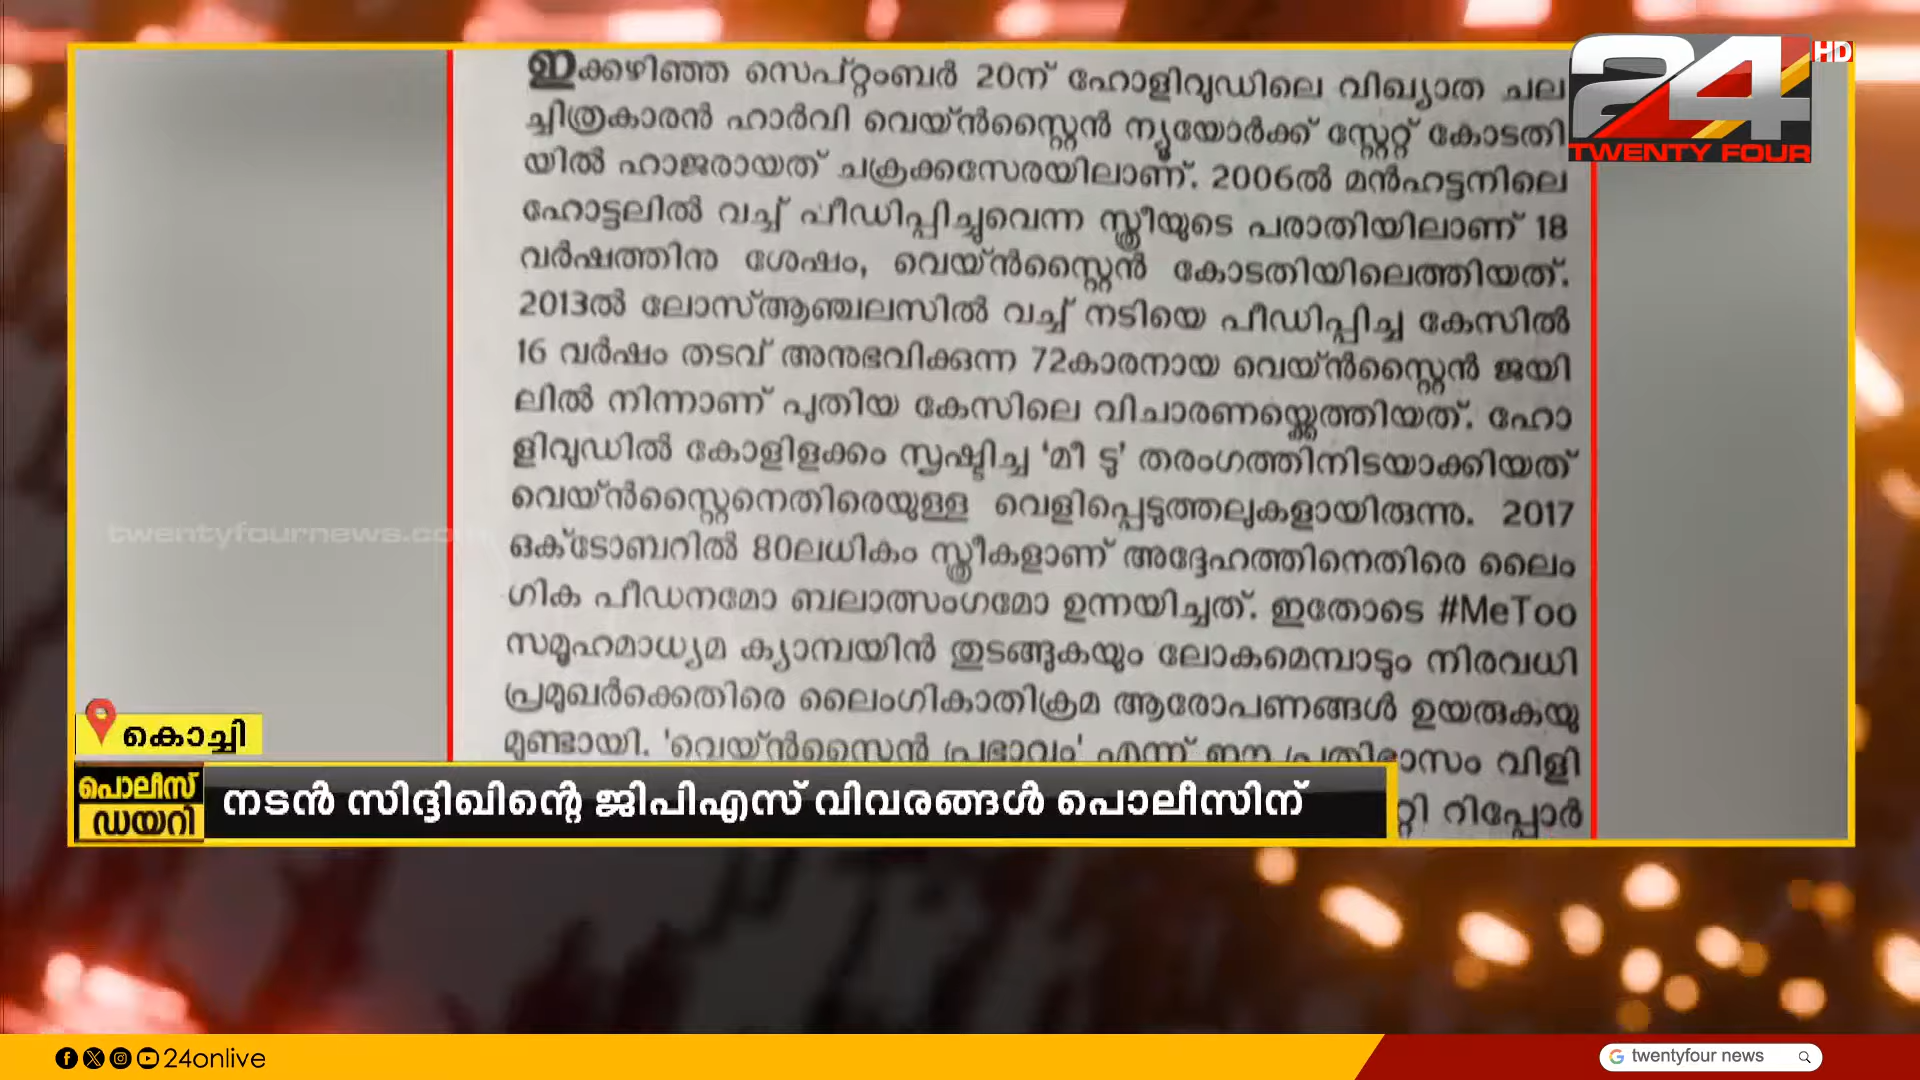 ഇക്കഴിഞ്ഞ സെപ്റ്റംബർ 20ന് ഹോളിവുഡിലെ വിഖ്യാത ചല
ച്ചിത്രകാരൻ ഹാർവി വെയ്ൻസ്റ്റൈൻ ന്യൂയോർക്ക് സ്റ്റേറ്റ് കോടതി
യിൽ ഹാജരായത് ചക്രക്കസേരയിലാണ്. 2006ൽ മൻഹട്ടനിലെ
ഹോട്ടലിൽ വച്ച് പീഡിപ്പിച്ചുവെന്ന സ്ത്രീയുടെ പരാതിയിലാണ് 18
വർഷത്തിനു ശേഷം, വെയ്ൻസ്റ്റൈൻ കോടതിയിലെത്തിയത്.
2013ൽ ലോസ്ആഞ്ചലസിൽ വച്ച് നടിയെ പീഡിപ്പിച്ച കേസിൽ
16 വർഷം തടവ് അനുഭവിക്കുന്ന 72കാരനായ വെയ്ൻസ്റ്റൈൻ ജയി
ലിൽ നിന്നാണ് പുതിയ കേസിലെ വിചാരണയ്ക്കെത്തിയത്. ഹോ
ളിവുഡിൽ കോളിളക്കം സൃഷ്ടിച്ച 'മീ ടു' തരംഗത്തിനിടയാക്കിയത്
വെയ്ൻസ്റ്റൈനെതിരെയുള്ള വെളിപ്പെടുത്തലുകളായിരുന്നു. 2017
ഒക്ടോബറിൽ 80ലധികം സ്ത്രീകളാണ് അദ്ദേഹത്തിനെതിരെ ലൈം
ഗിക പീഡനമോ ബലാത്സംഗമോ ഉന്നയിച്ചത്. ഇതോടെ #MeToo
സമൂഹമാധ്യമ ക്യാമ്പയിൻ തുടങ്ങുകയും ലോകമെമ്പാടും നിരവധി
പ്രമുഖർക്കെതിരെ ലൈംഗികാതിക്രമ ആരോപണങ്ങൾ ഉയരുകയു
മുണ്ടായി. 'വെയ്ൻസ്റ്റൈൻ പ്രഭാവം' എന്ന് ഈ പ്രതിഭാസം വിളി
റ്റി റിപ്പോർ
24
HD
TWENTY FOUR
twentyfournews.com
കൊച്ചി
പൊലീസ്
ഡയറി
നടൻ സിദ്ദിഖിന്റെ ജിപിഎസ് വിവരങ്ങൾ പൊലീസിന്
24onlive
twentyfour news